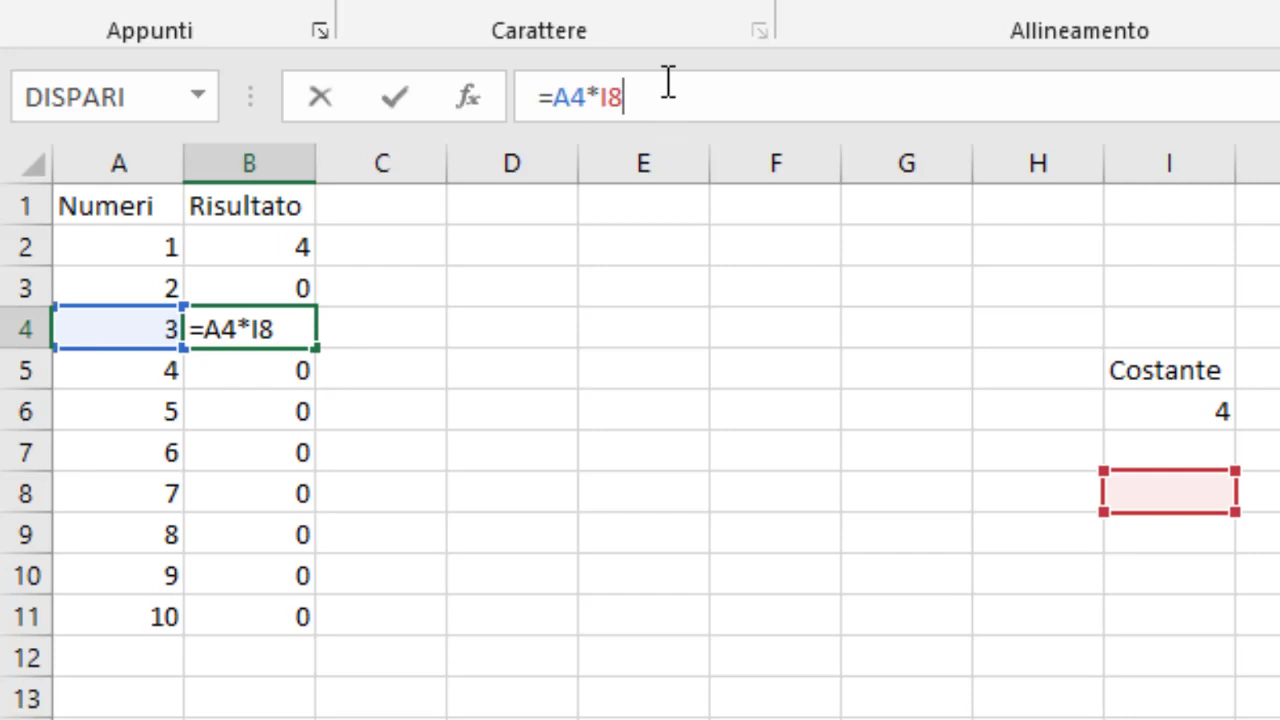 Appunti Carattere Allineamento
DISPARI fx =A4*I8
A B C D E F G H I
1 Numeri Risultato
2 1 4
3 2 0
4 3 =A4*I8
5 4 0 Costante
6 5 0 4
7 6 0
8 7 0
9 8 0
10 9 0
11 10 0
12
13